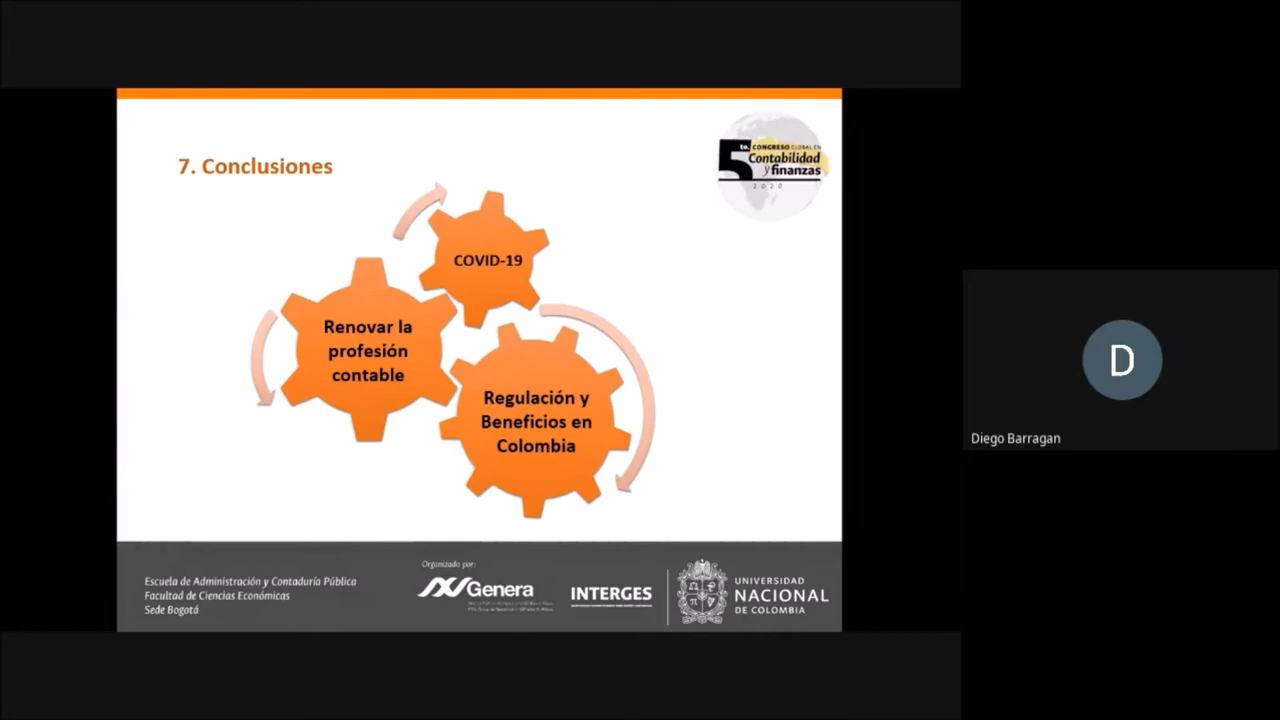 7. Conclusiones
5to. CONGRESO GLOBAL EN
Contabilidad
y finanzas
2020
COVID-19
Renovar la
profesión
contable
Regulación y
Beneficios en
Colombia
D
Diego Barragan
Escuela de Administración y Contaduría Pública
Facultad de Ciencias Económicas
Sede Bogotá
Organizado por:
Genera
INTERGES
UNIVERSIDAD
NACIONAL
DE COLOMBIA